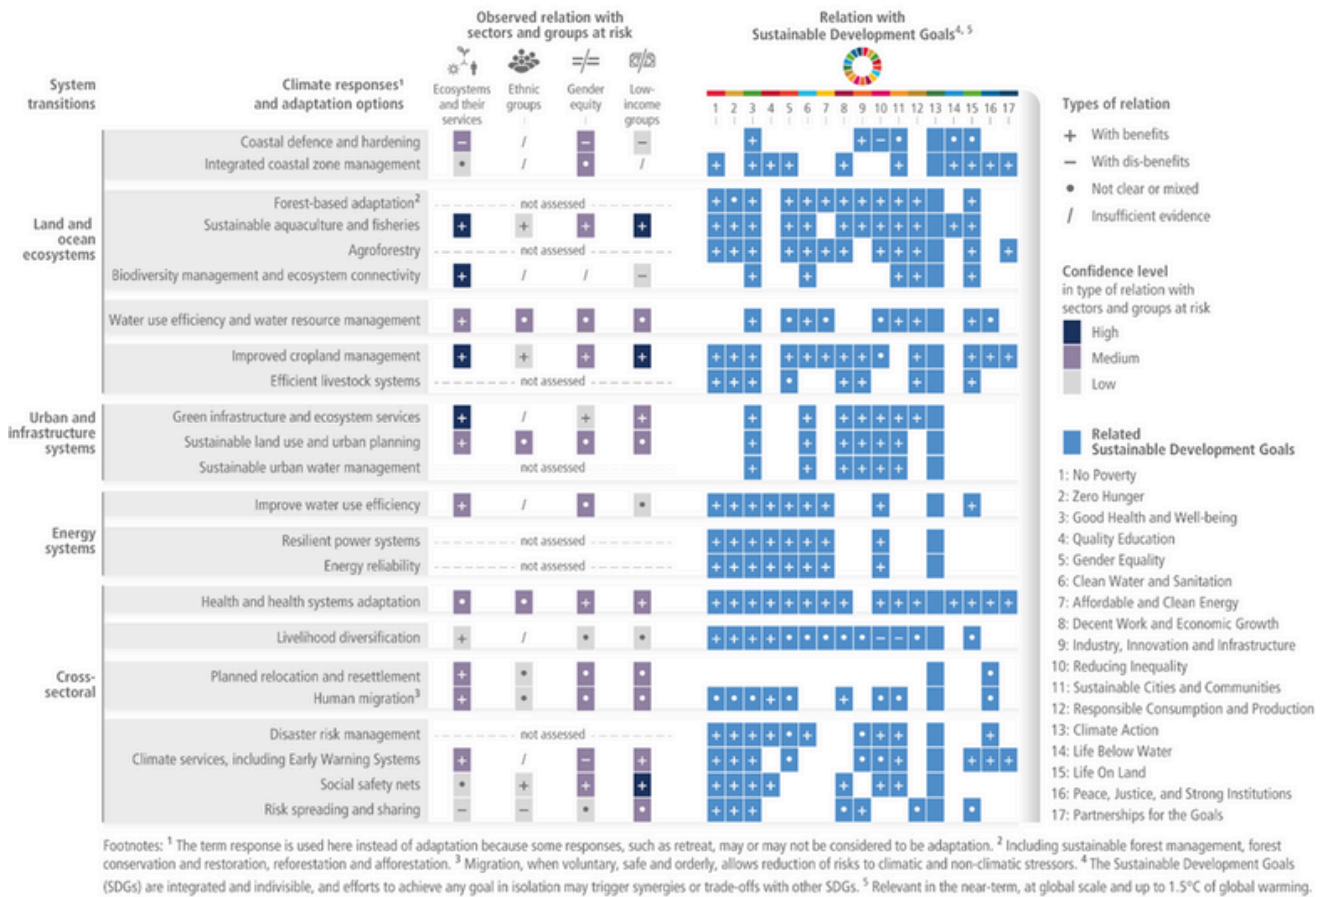 Observed relation with
sectors and groups at risk
Relation with
Sustainable Development Goals4, 5
System
transitions
Climate responses1
and adaptation options
Ecosystems
and their
services
Ethnic
groups
Gender
equity
Low-
income
groups
1 2 3 4 5 6 7 8 9 10 11 12 13 14 15 16 17
Types of relation
+ With benefits
− With dis-benefits
• Not clear or mixed
/ Insufficient evidence
Confidence level
in type of relation with
sectors and groups at risk
High
Medium
Low
Related
Sustainable Development Goals
1: No Poverty
2: Zero Hunger
3: Good Health and Well-being
4: Quality Education
5: Gender Equality
6: Clean Water and Sanitation
7: Affordable and Clean Energy
8: Decent Work and Economic Growth
9: Industry, Innovation and Infrastructure
10: Reducing Inequality
11: Sustainable Cities and Communities
12: Responsible Consumption and Production
13: Climate Action
14: Life Below Water
15: Life On Land
16: Peace, Justice, and Strong Institutions
17: Partnerships for the Goals
Land and
ocean
ecosystems
Coastal defence and hardening
Integrated coastal zone management
Forest-based adaptation2 not assessed
Sustainable aquaculture and fisheries
Agroforestry not assessed
Biodiversity management and ecosystem connectivity
Water use efficiency and water resource management
Improved cropland management
Efficient livestock systems not assessed
Urban and
infrastructure
systems
Green infrastructure and ecosystem services
Sustainable land use and urban planning
Sustainable urban water management not assessed
Energy
systems
Improve water use efficiency
Resilient power systems not assessed
Energy reliability not assessed
Cross-
sectoral
Health and health systems adaptation
Livelihood diversification
Planned relocation and resettlement
Human migration3
Disaster risk management not assessed
Climate services, including Early Warning Systems
Social safety nets
Risk spreading and sharing
Footnotes: 1 The term response is used here instead of adaptation because some responses, such as retreat, may or may not be considered to be adaptation. 2 Including sustainable forest management, forest
conservation and restoration, reforestation and afforestation. 3 Migration, when voluntary, safe and orderly, allows reduction of risks to climatic and non-climatic stressors. 4 The Sustainable Development Goals
(SDGs) are integrated and indivisible, and efforts to achieve any goal in isolation may trigger synergies or trade-offs with other SDGs. 5 Relevant in the near-term, at global scale and up to 1.5°C of global warming.